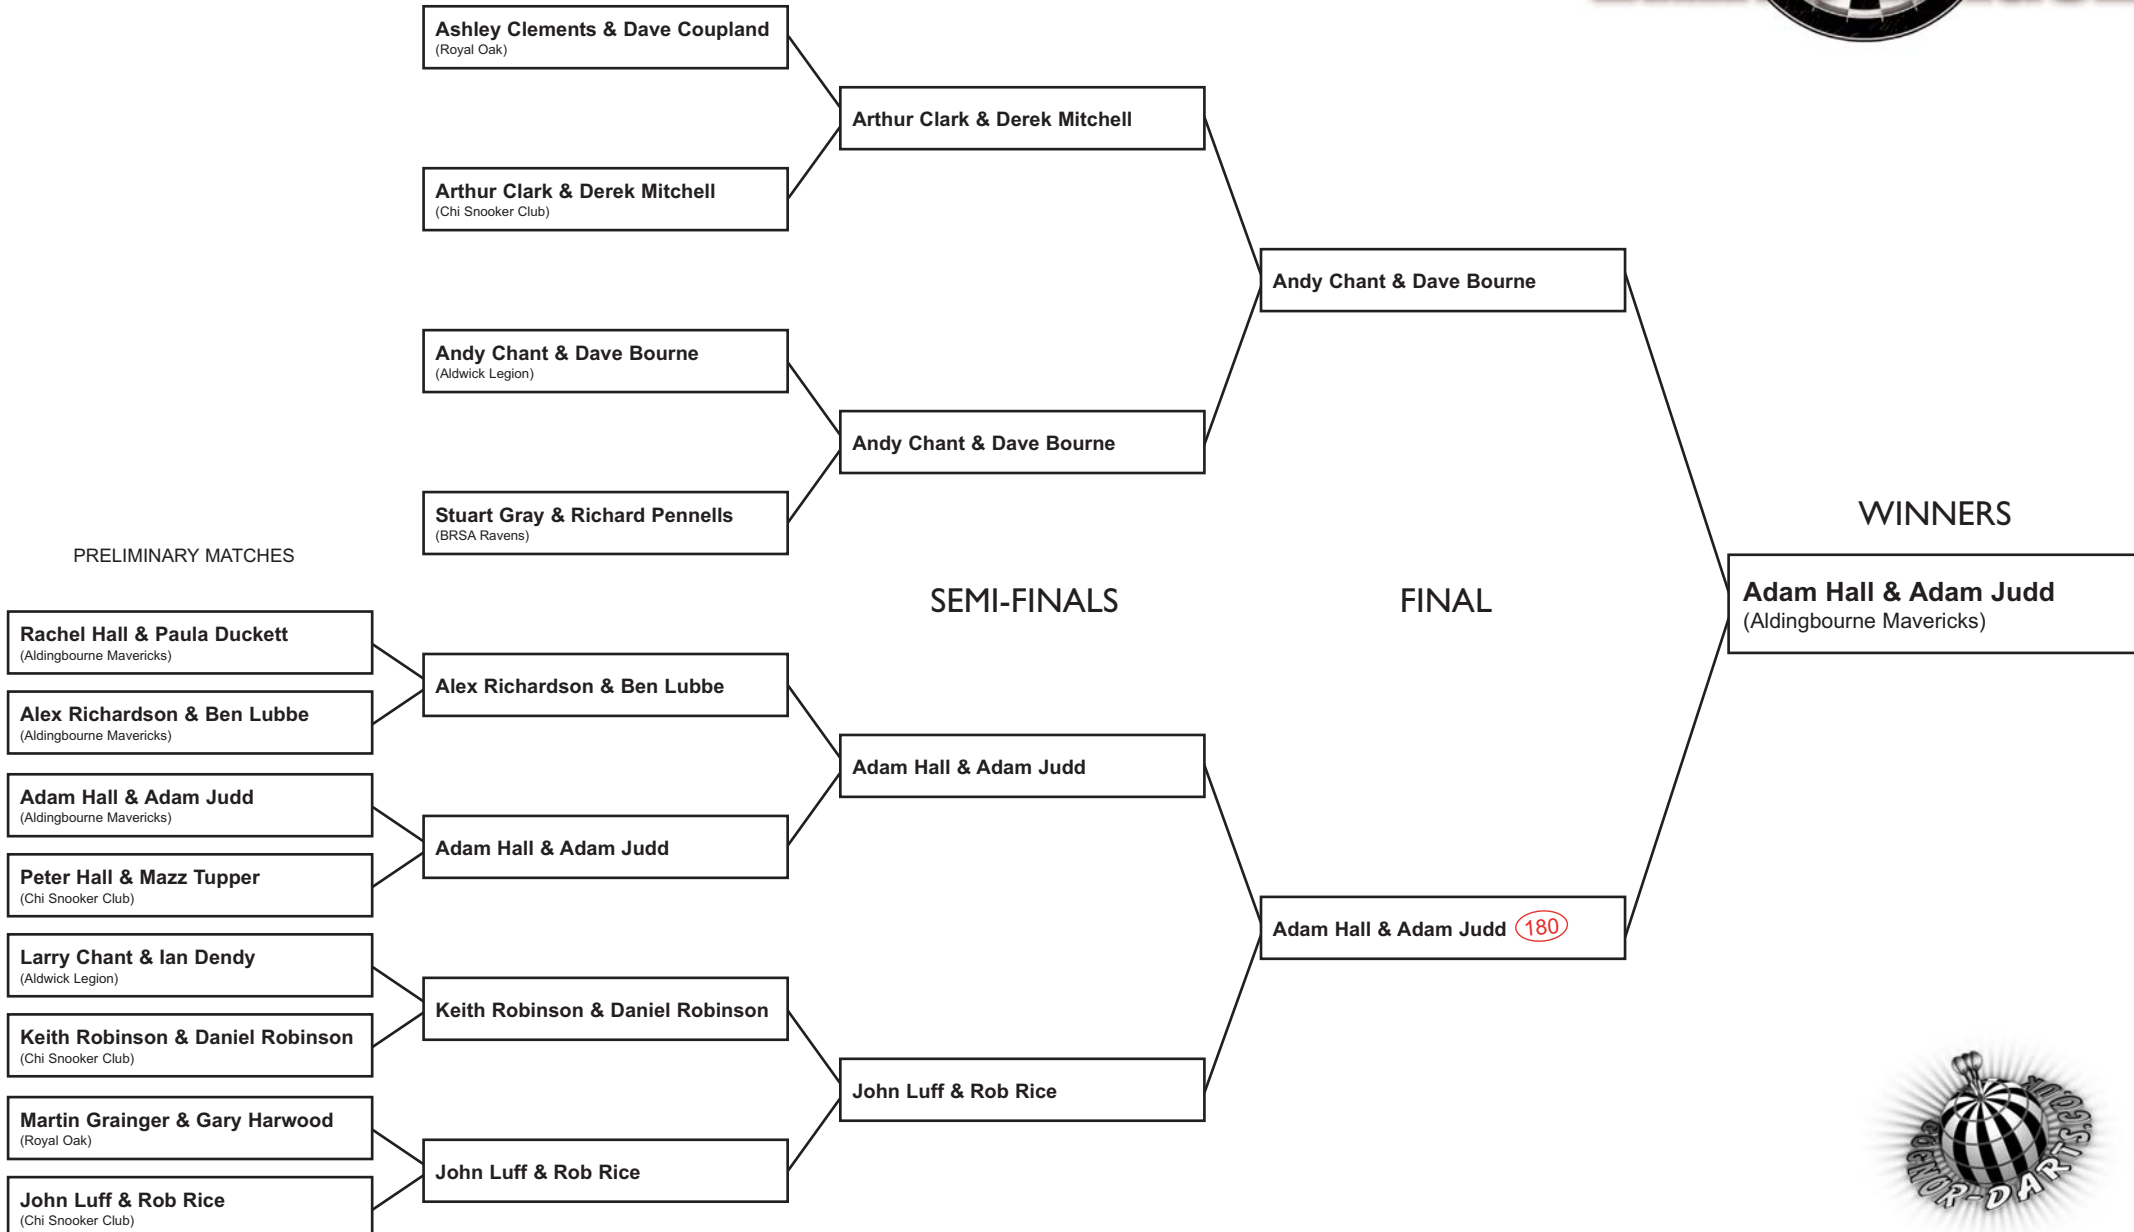 Ashley Clements & Dave Coupland
(Royal Oak)
Arthur Clark & Derek Mitchell
Arthur Clark & Derek Mitchell
(Chi Snooker Club)
Andy Chant & Dave Bourne
Andy Chant & Dave Bourne
(Aldwick Legion)
Andy Chant & Dave Bourne
Stuart Gray & Richard Pennells
(BRSA Ravens)
WINNERS
Adam Hall & Adam Judd
(Aldingbourne Mavericks)
PRELIMINARY MATCHES
SEMI-FINALS
FINAL
Rachel Hall & Paula Duckett
(Aldingbourne Mavericks)
Alex Richardson & Ben Lubbe
Alex Richardson & Ben Lubbe
(Aldingbourne Mavericks)
Adam Hall & Adam Judd
Adam Hall & Adam Judd
(Aldingbourne Mavericks)
Adam Hall & Adam Judd
Peter Hall & Mazz Tupper
(Chi Snooker Club)
Adam Hall & Adam Judd 180
Larry Chant & Ian Dendy
(Aldwick Legion)
Keith Robinson & Daniel Robinson
Keith Robinson & Daniel Robinson
(Chi Snooker Club)
John Luff & Rob Rice
Martin Grainger & Gary Harwood
(Royal Oak)
John Luff & Rob Rice
John Luff & Rob Rice
(Chi Snooker Club)
BOGNOR-DARTS.CO.UK